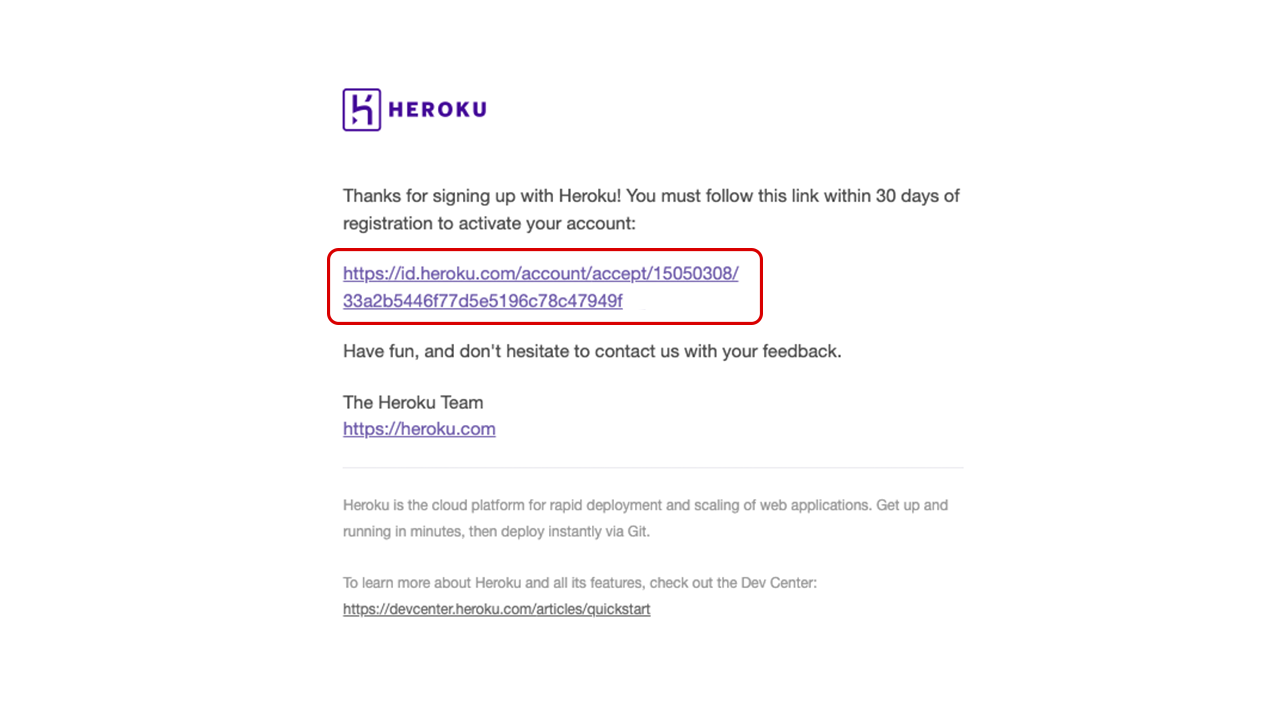 HEROKU
Thanks for signing up with Heroku! You must follow this link within 30 days of
registration to activate your account:
https://id.heroku.com/account/accept/15050308/
33a2b5446f77d5e5196c78c47949f
Have fun, and don't hesitate to contact us with your feedback.
The Heroku Team
https://heroku.com
Heroku is the cloud platform for rapid deployment and scaling of web applications. Get up and
running in minutes, then deploy instantly via Git.
To learn more about Heroku and all its features, check out the Dev Center:
https://devcenter.heroku.com/articles/quickstart